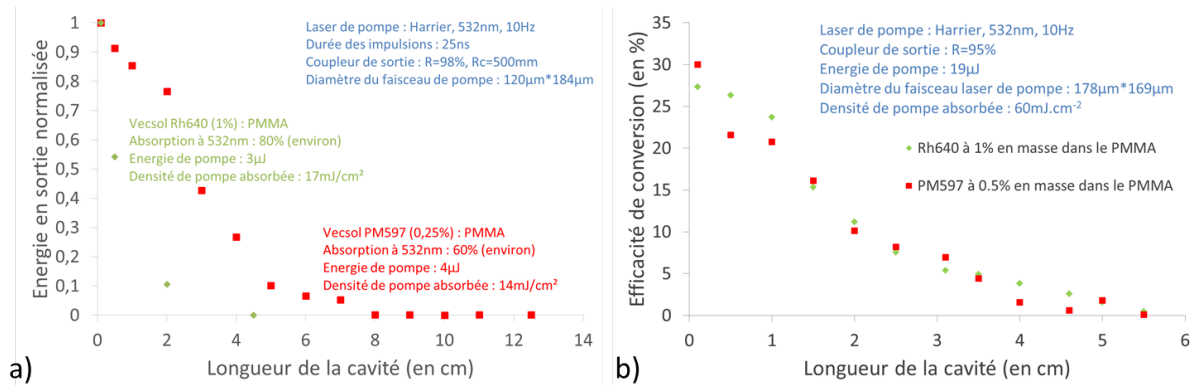 Energie en sortie normalisée
1
0,9
0,8
0,7
0,6
0,5
0,4
0,3
0,2
0,1
0
Laser de pompe : Harrier, 532nm, 10Hz
Durée des impulsions : 25ns
Coupleur de sortie : R=98%, Rc=500mm
Diamètre du faisceau de pompe : 120µm*184µm
Vecsol Rh640 (1%) : PMMA
Absorption à 532nm : 80% (environ)
Energie de pompe : 3µJ
Densité de pompe absorbée : 17mJ/cm²
Vecsol PM597 (0,25%) : PMMA
Absorption à 532nm : 60% (environ)
Energie de pompe : 4µJ
Densité de pompe absorbée : 14mJ/cm²
0 2 4 6 8 10 12 14
Longueur de la cavité (en cm)
a)
Efficacité de conversion (en %)
35
30
25
20
15
10
5
0
Laser de pompe : Harrier, 532nm, 10Hz
Coupleur de sortie : R=95%
Energie de pompe : 19µJ
Diamètre du faisceau laser de pompe : 178µm*169µm
Densité de pompe absorbée : 60mJ.cm⁻²
Rh640 à 1% en masse dans le PMMA
PM597 à 0.5% en masse dans le PMMA
0 1 2 3 4 5 6
Longueur de la cavité (en cm)
b)